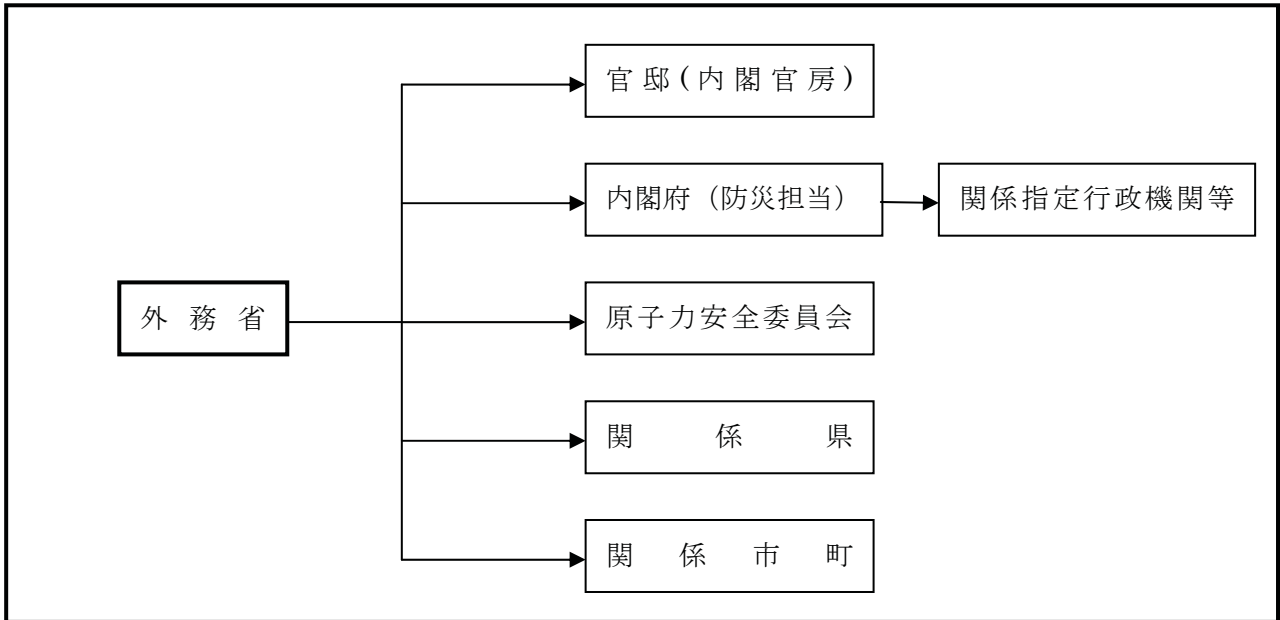 官邸(内閣官房)
内閣府（防災担当）
関係指定行政機関等
外務省
原子力安全委員会
関係県
関係市町